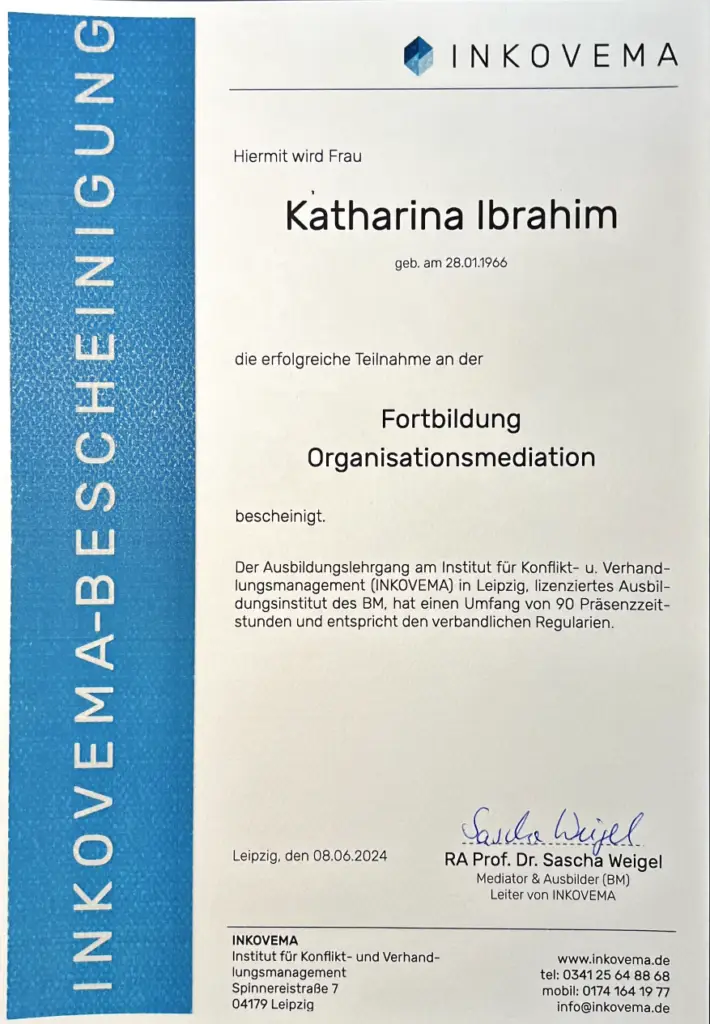 INKOVEMA-BESCHEINIGUNG
INKOVEMA
Hiermit wird Frau
Katharina Ibrahim
geb. am 28.01.1966
die erfolgreiche Teilnahme an der
Fortbildung
Organisationsmediation
bescheinigt.
Der Ausbildungslehrgang am Institut für Konflikt- u. Verhand-
lungsmanagement (INKOVEMA) in Leipzig, lizenziertes Ausbil-
dungsinstitut des BM, hat einen Umfang von 90 Präsenzzeit-
stunden und entspricht den verbandlichen Regularien.
Sascha Weigel
Leipzig, den 08.06.2024
RA Prof. Dr. Sascha Weigel
Mediator & Ausbilder (BM)
Leiter von INKOVEMA
INKOVEMA
Institut für Konflikt- und Verhand-
lungsmanagement
Spinnereistraße 7
04179 Leipzig
www.inkovema.de
tel: 0341 25 64 88 68
mobil: 0174 164 19 77
info@inkovema.de